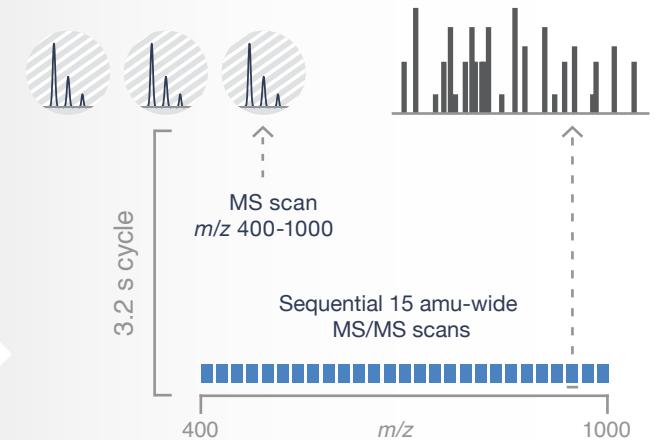 MS scan
m/z 400-1000
3.2 s cycle
Sequential 15 amu-wide
MS/MS scans
400
m/z
1000